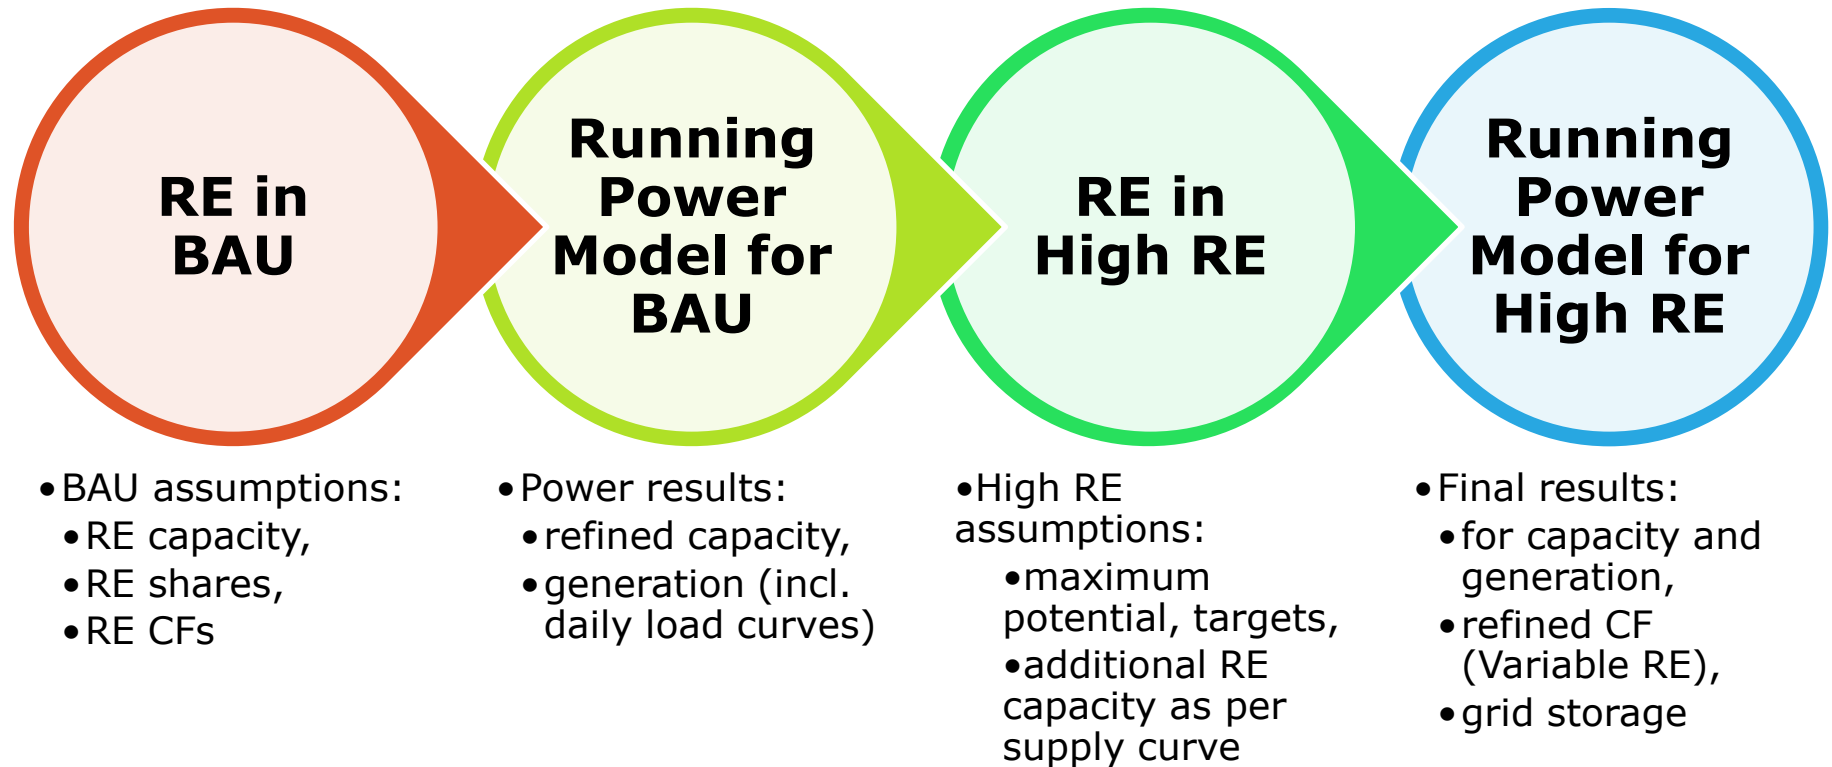 RE in
BAU
Running
Power
Model for
BAU
RE in
High RE
Running
Power
Model for
High RE
•BAU assumptions:
•RE capacity,
•RE shares,
•RE CFs
•Power results:
•refined capacity,
•generation (incl.
daily load curves)
•High RE
assumptions:
•maximum
potential, targets,
•additional RE
capacity as per
supply curve
•Final results:
•for capacity and
generation,
•refined CF
(Variable RE),
•grid storage